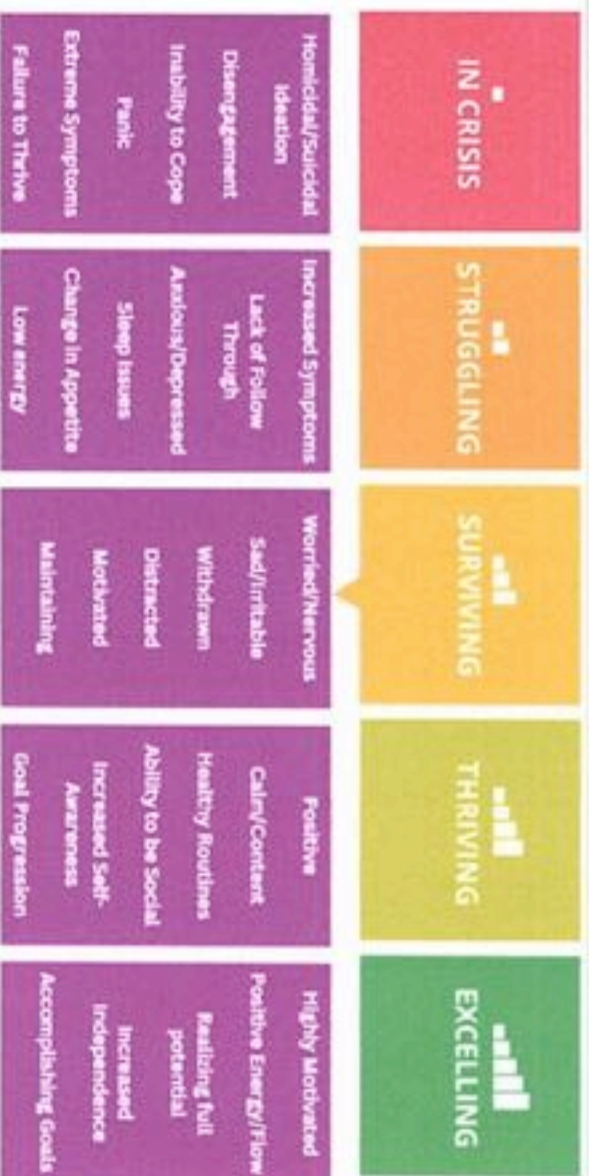 IN CRISIS
Homicidal/Suicidal
Ideation
Disengagement
Inability to Cope
Panic
Extreme Symptoms
Failure to Thrive
STRUGGLING
Increased Symptoms
Lack of Follow
Through
Anxious/Depressed
Sleep Issues
Change in Appetite
Low energy
SURVIVING
Worried/Nervous
Sad/Irritable
Withdrawn
Distracted
Motivated
Maintaining
THRIVING
Positive
Calm/Content
Healthy Routines
Ability to be Social
Increased Self-
Awareness
Goal Progression
EXCELLING
Highly Motivated
Positive Energy/Flow
Realizing full
potential
Increased
Independence
Accomplishing Goals